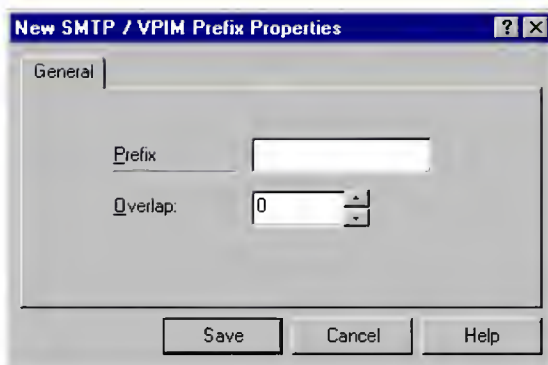 New SMTP / VPIM Prefix Properties
General
Prefix
Overlap: 0
Save Cancel Help